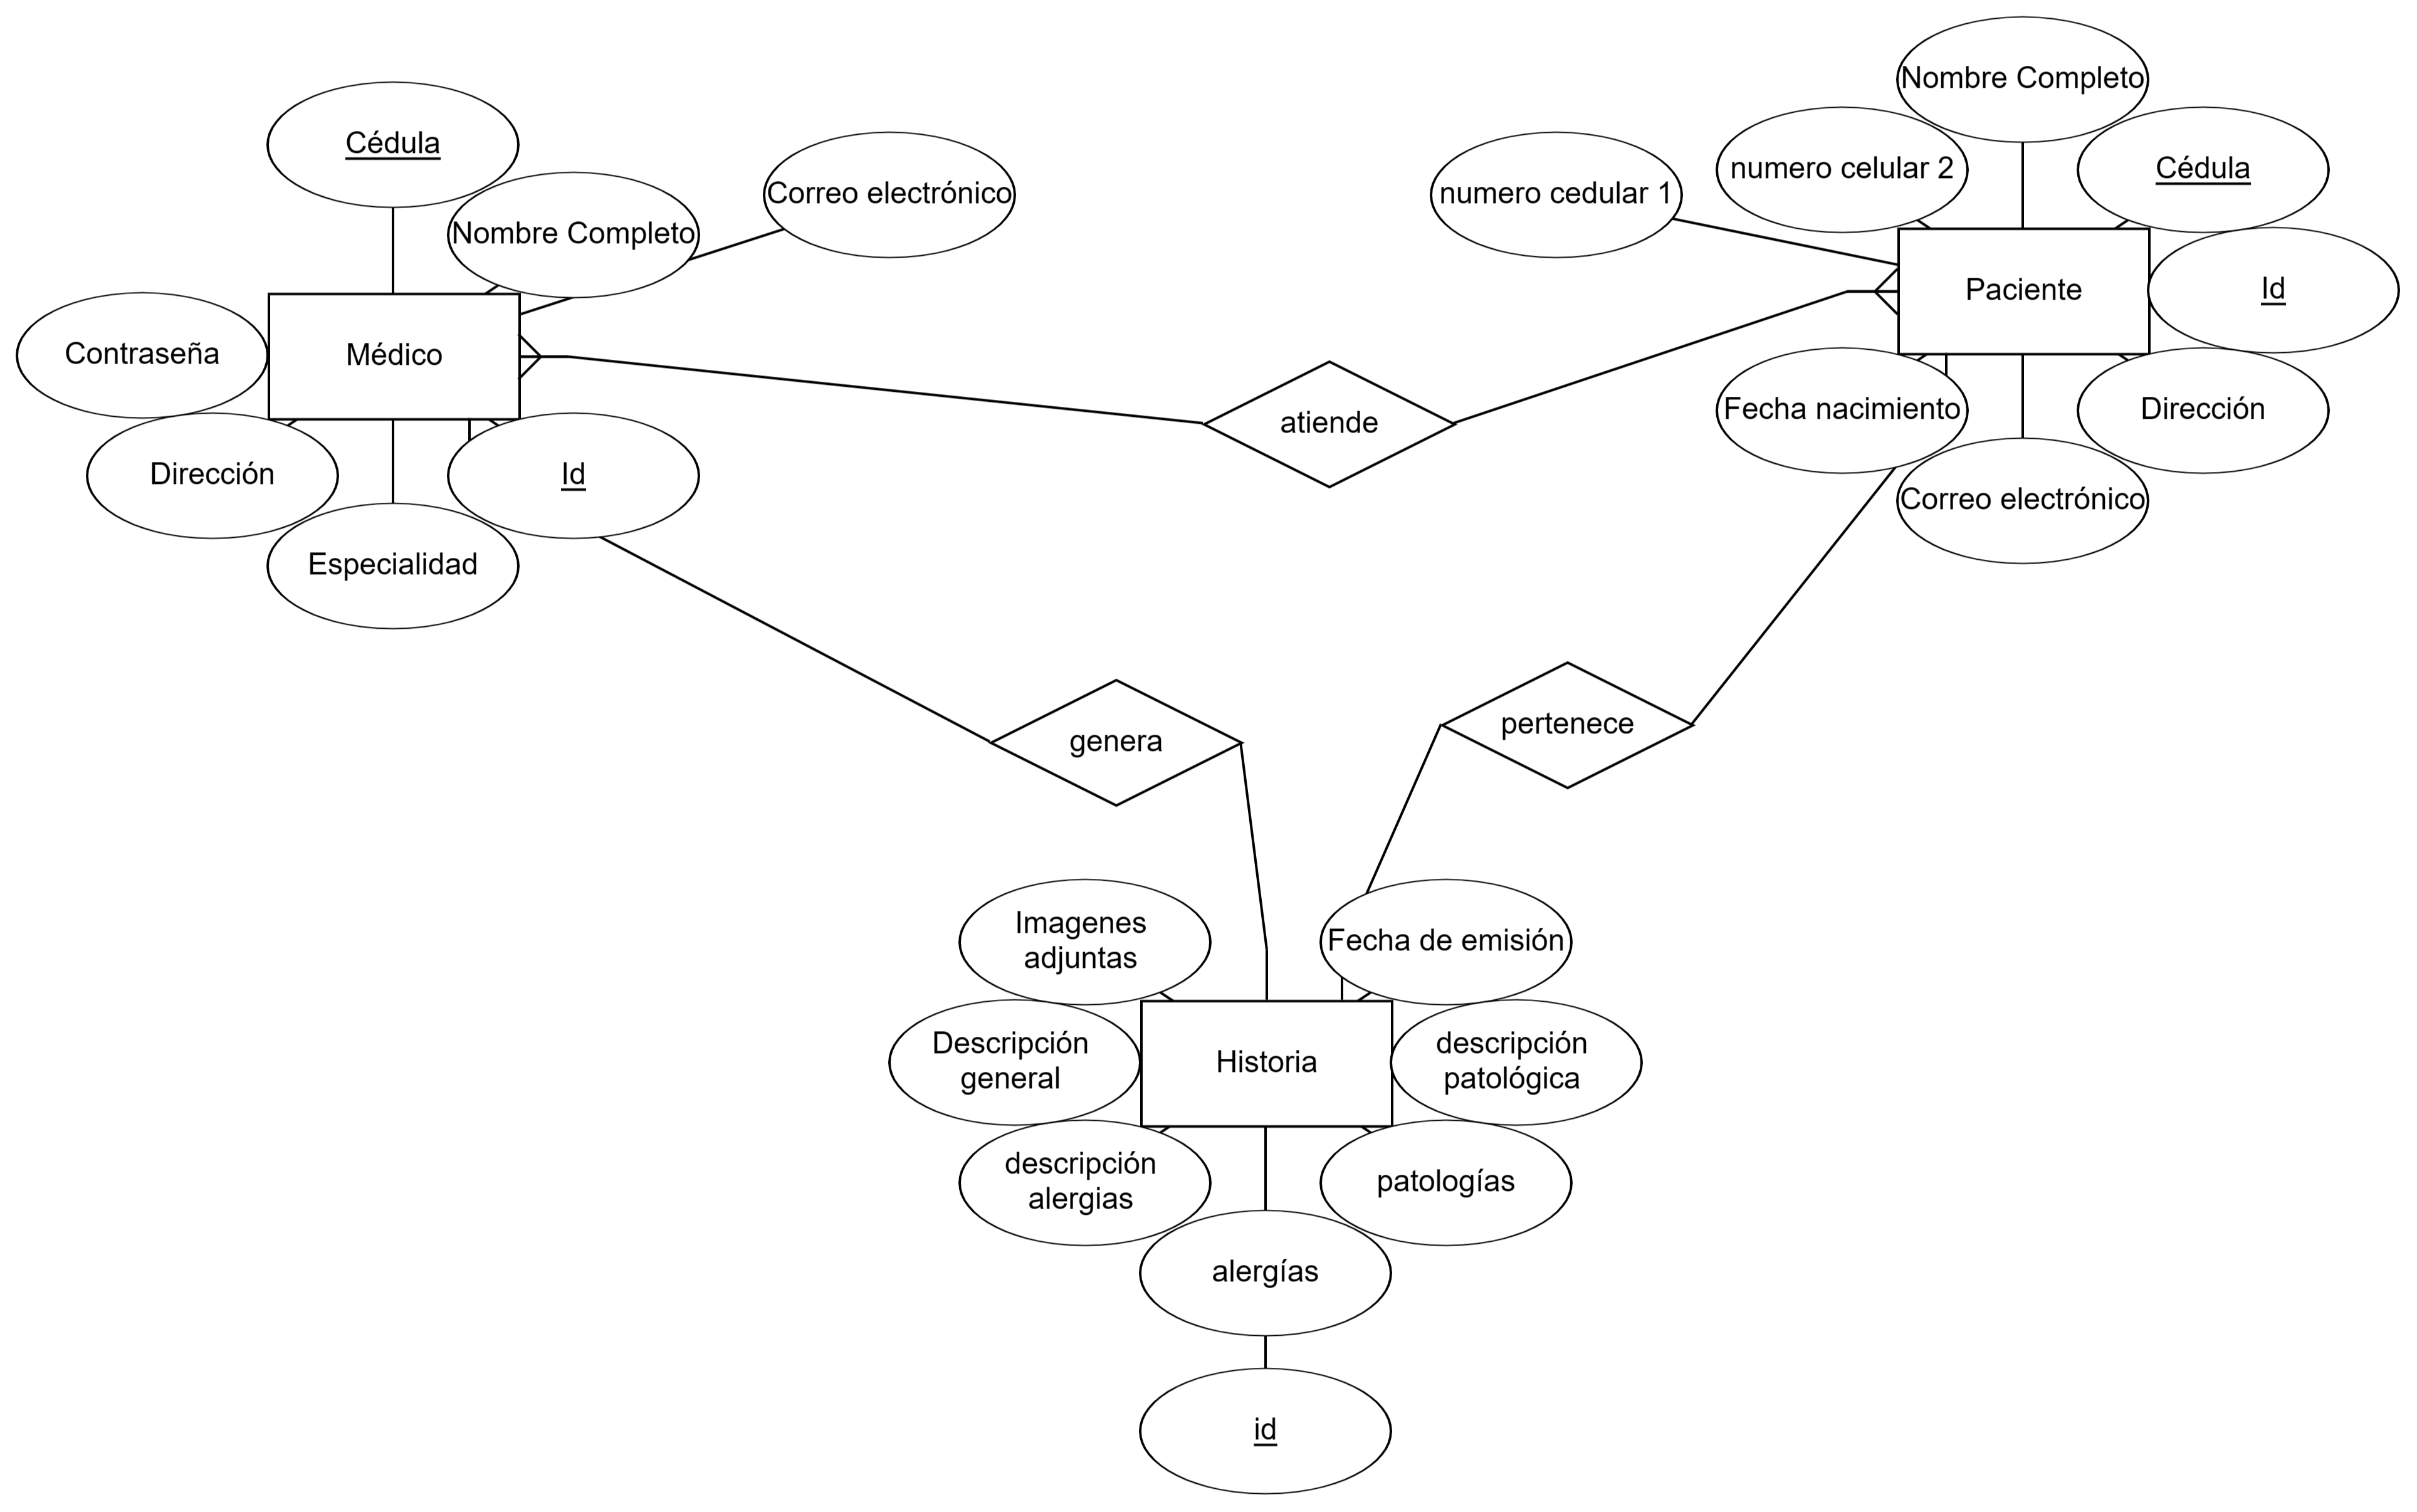 Nombre Completo
Cédula
numero celular 2
Cédula
Correo electrónico
numero cedular 1
Nombre Completo
Paciente
Id
Contraseña
Médico
Fecha nacimiento
Dirección
atiende
Dirección
Id
Correo electrónico
Especialidad
pertenece
genera
Imagenes
adjuntas
Fecha de emisión
Descripción
general
Historia
descripción
patológica
descripción
alergias
patologías
alergías
id